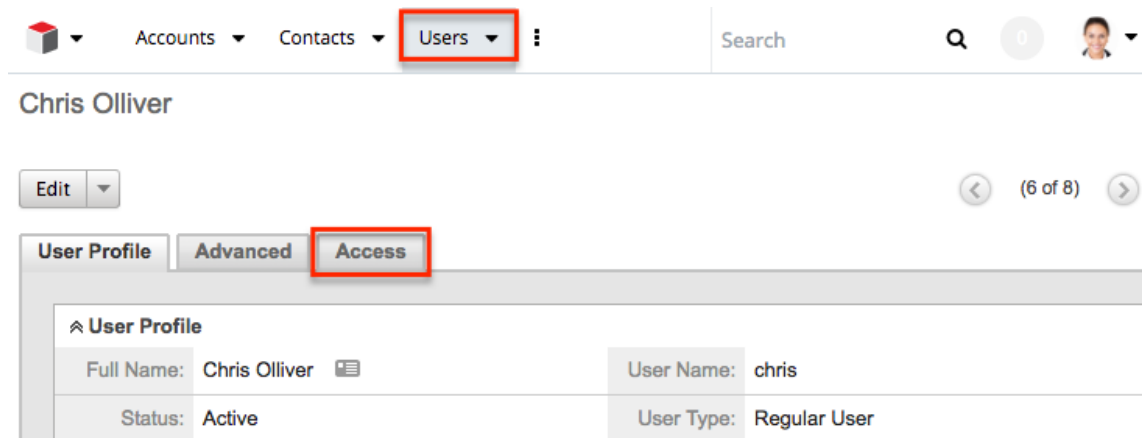 Accounts Contacts Users Search 0
Chris Olliver
Edit (6 of 8)
User Profile Advanced Access
User Profile
Full Name: Chris Olliver User Name: chris
Status: Active User Type: Regular User